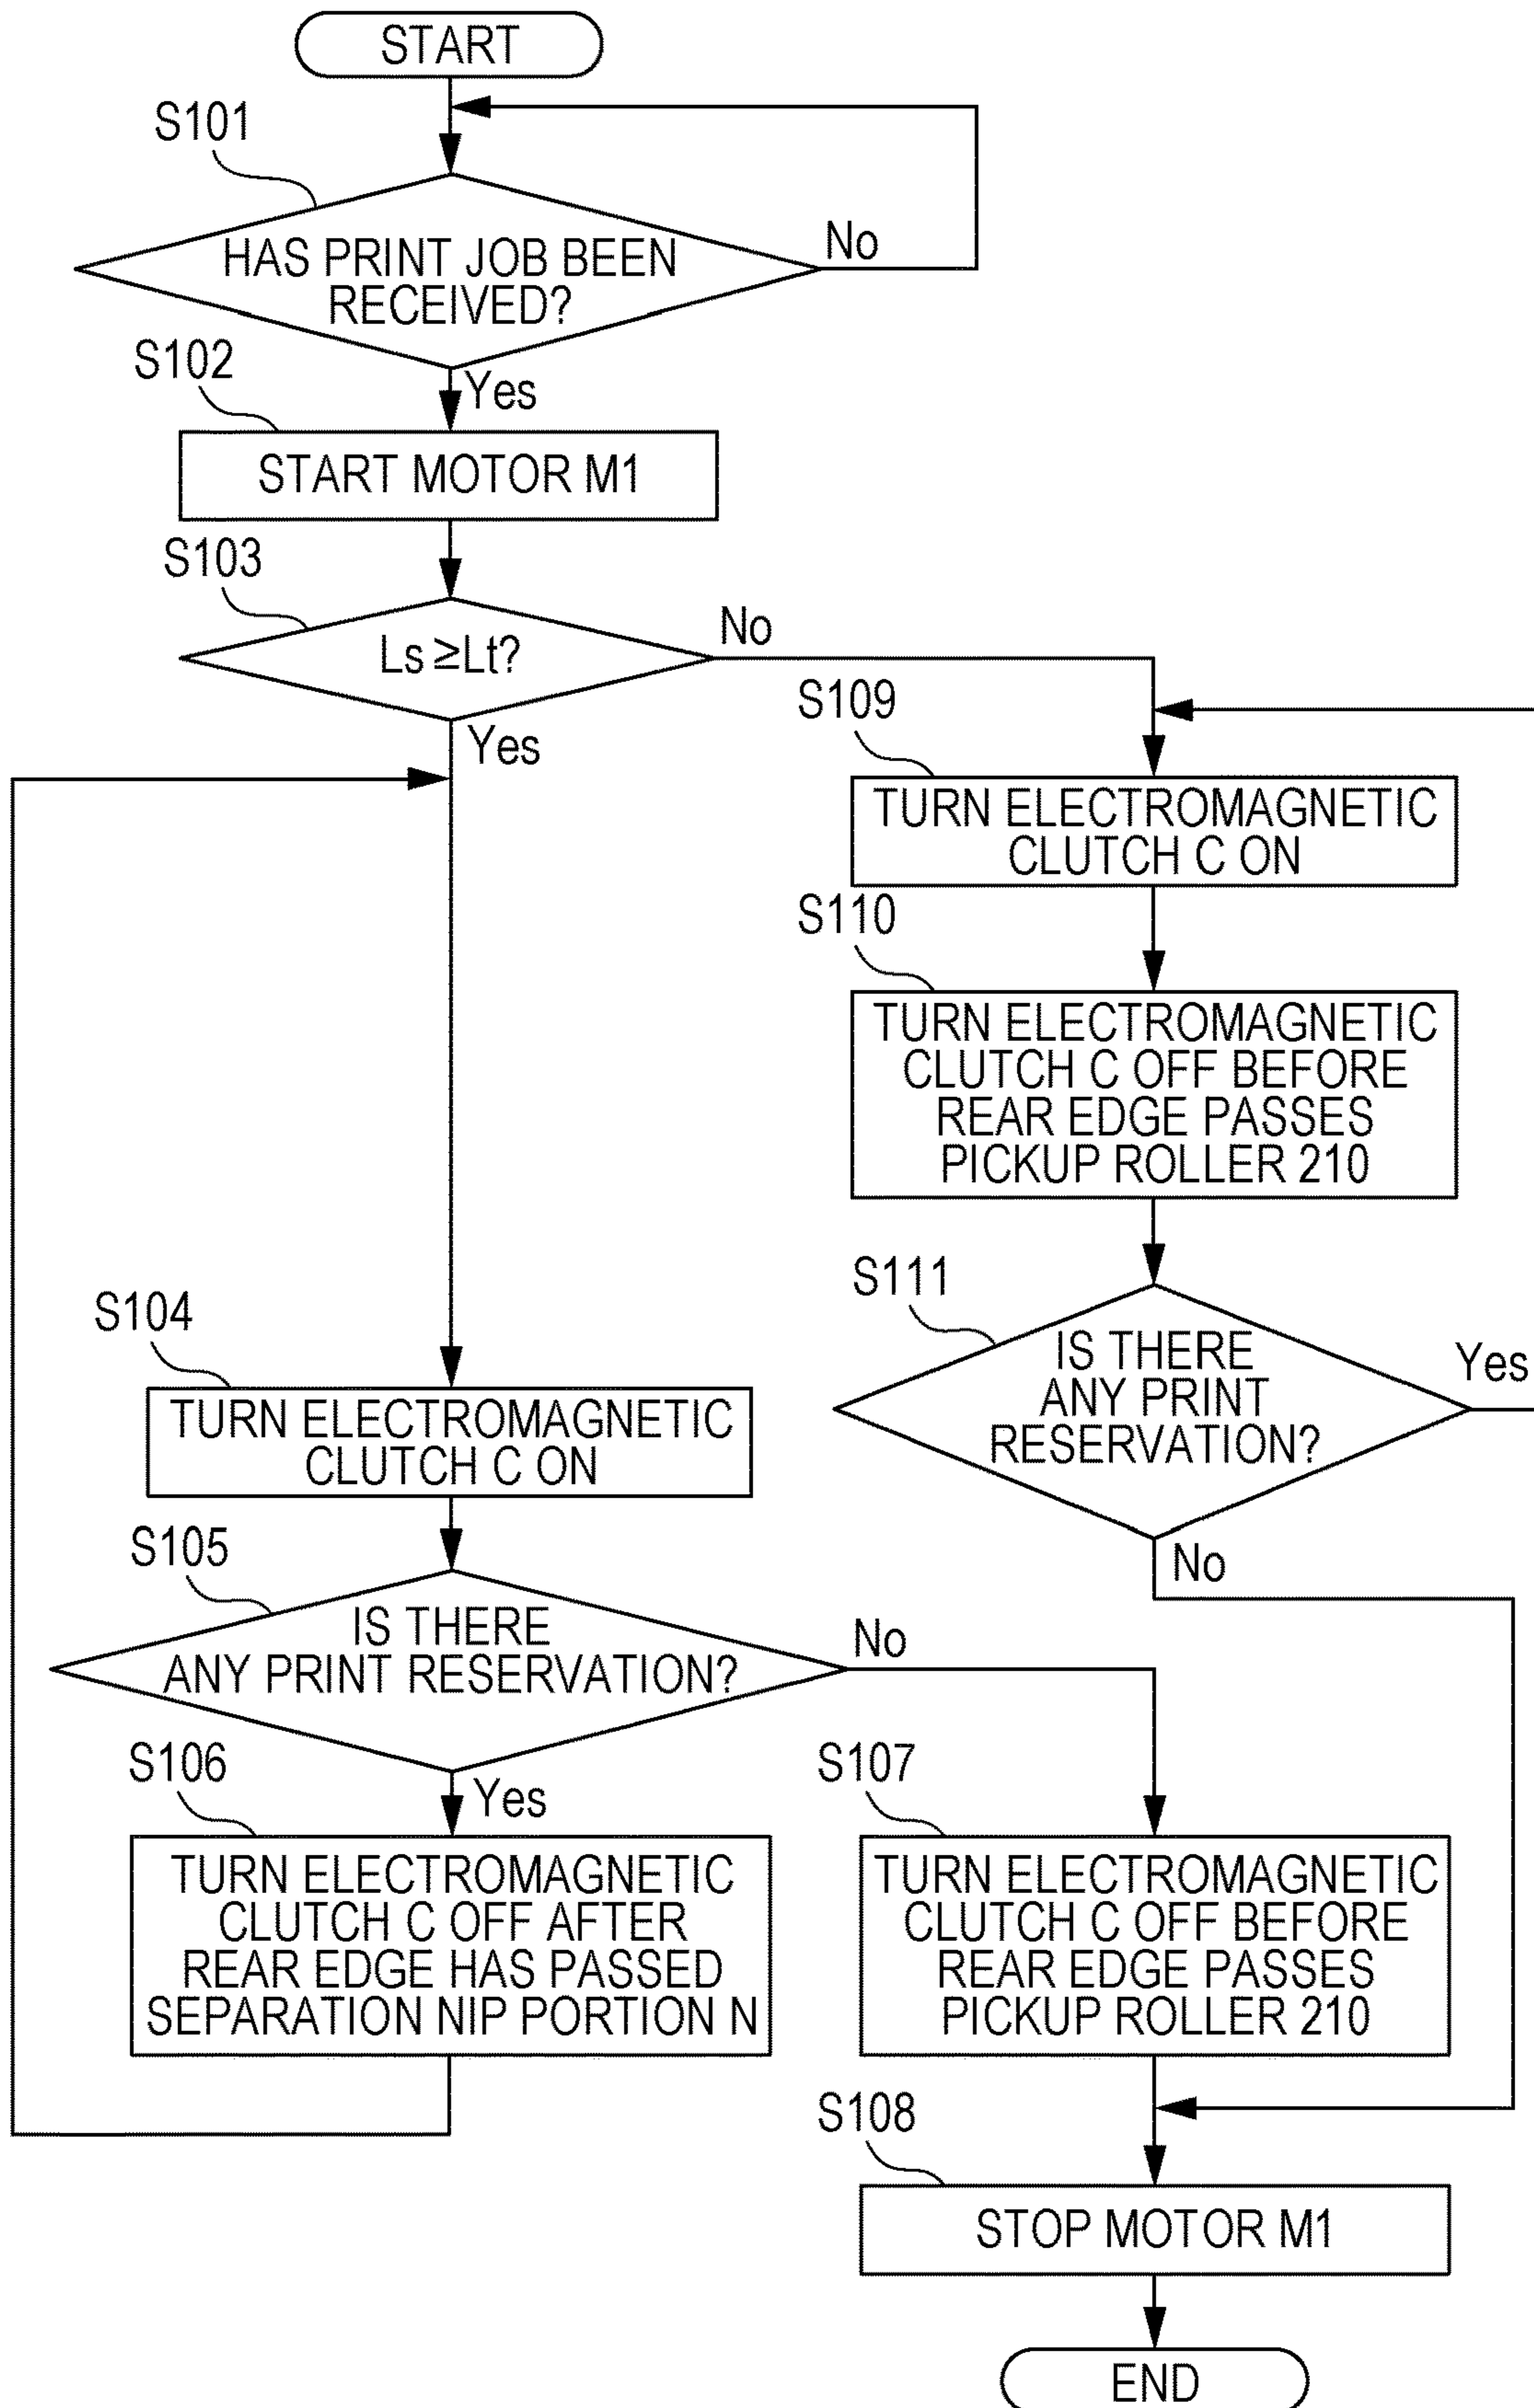 START
S101
HAS PRINT JOB BEEN
RECEIVED?
No
S102
Yes
START MOTOR M1
S103
Ls ≥Lt?
No
Yes
S109
TURN ELECTROMAGNETIC
CLUTCH C ON
S110
TURN ELECTROMAGNETIC
CLUTCH C OFF BEFORE
REAR EDGE PASSES
PICKUP ROLLER 210
S111
IS THERE
ANY PRINT
RESERVATION?
Yes
No
S104
TURN ELECTROMAGNETIC
CLUTCH C ON
S105
IS THERE
ANY PRINT RESERVATION?
No
S106
Yes
TURN ELECTROMAGNETIC
CLUTCH C OFF AFTER
REAR EDGE HAS PASSED
SEPARATION NIP PORTION N
S107
TURN ELECTROMAGNETIC
CLUTCH C OFF BEFORE
REAR EDGE PASSES
PICKUP ROLLER 210
S108
STOP MOTOR M1
END